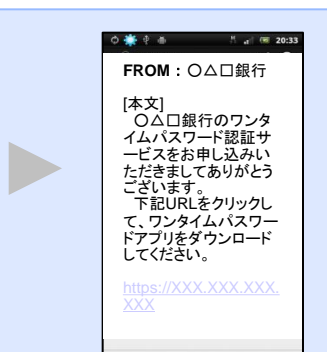 20:33
FROM：○△□銀行
[本文]
○△□銀行のワンタ
イムパスワード認証サ
ービスをお申し込みい
ただきましてありがとう
ございます。
下記URLをクリックし
て、ワンタイムパスワー
ドアプリをダウンロード
してください。
https://XXX.XXX.XXX.
XXX